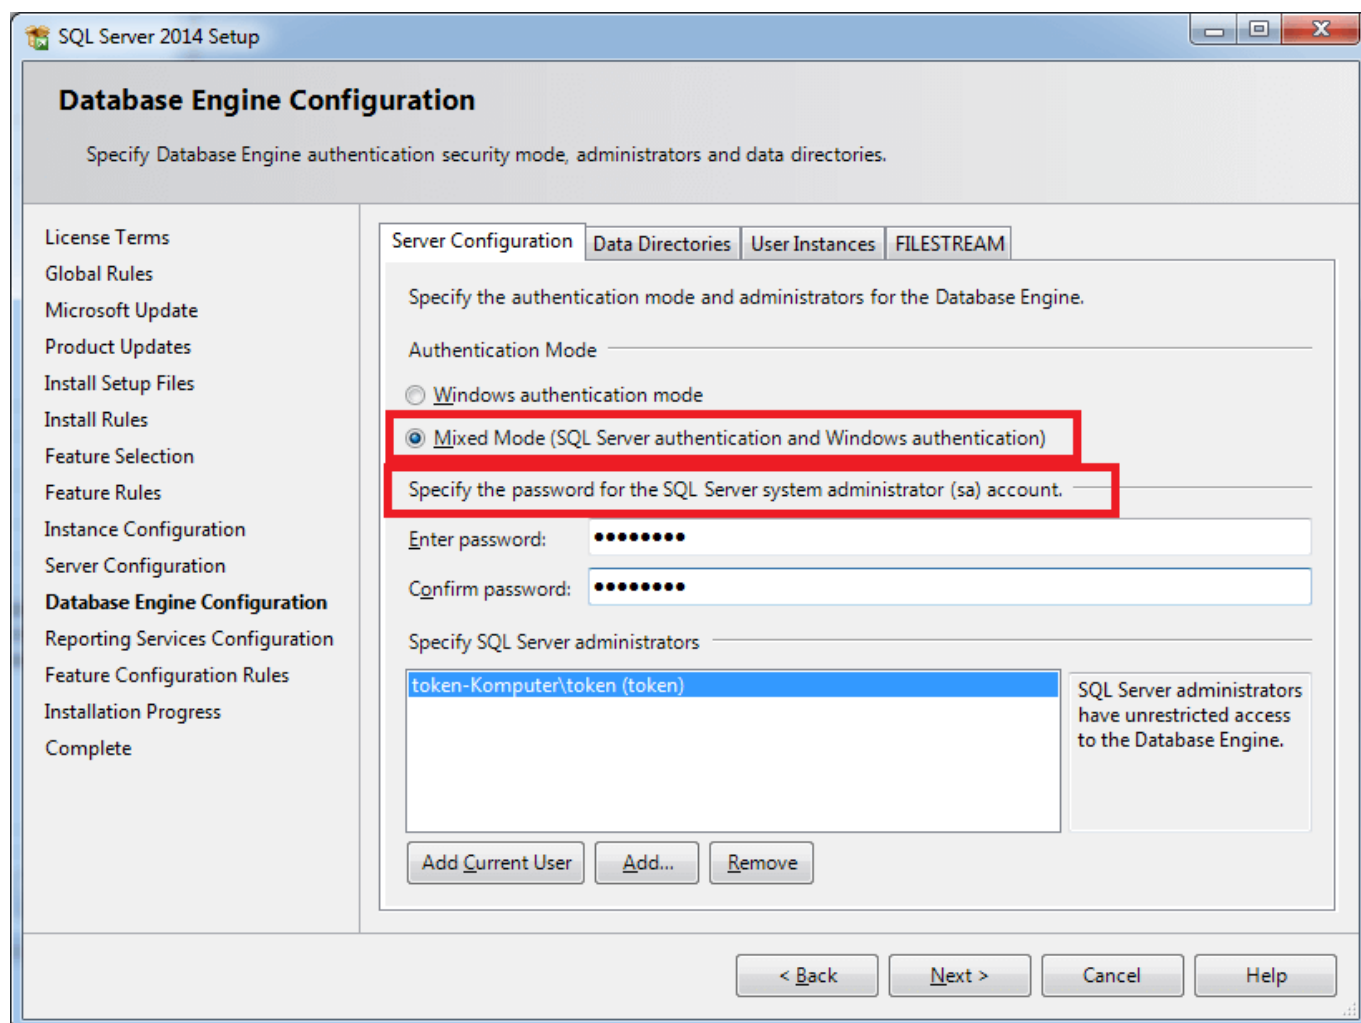 SQL Server 2014 Setup
Database Engine Configuration
Specify Database Engine authentication security mode, administrators and data directories.
License Terms
Global Rules
Microsoft Update
Product Updates
Install Setup Files
Install Rules
Feature Selection
Feature Rules
Instance Configuration
Server Configuration
Database Engine Configuration
Reporting Services Configuration
Feature Configuration Rules
Installation Progress
Complete
Server Configuration
Data Directories
User Instances
FILESTREAM
Specify the authentication mode and administrators for the Database Engine.
Authentication Mode
Windows authentication mode
Mixed Mode (SQL Server authentication and Windows authentication)
Specify the password for the SQL Server system administrator (sa) account.
Enter password: ●●●●●●●●
Confirm password: ●●●●●●●●
Specify SQL Server administrators
token-Komputer\token (token)
SQL Server administrators
have unrestricted access
to the Database Engine.
Add Current User
Add...
Remove
< Back
Next >
Cancel
Help